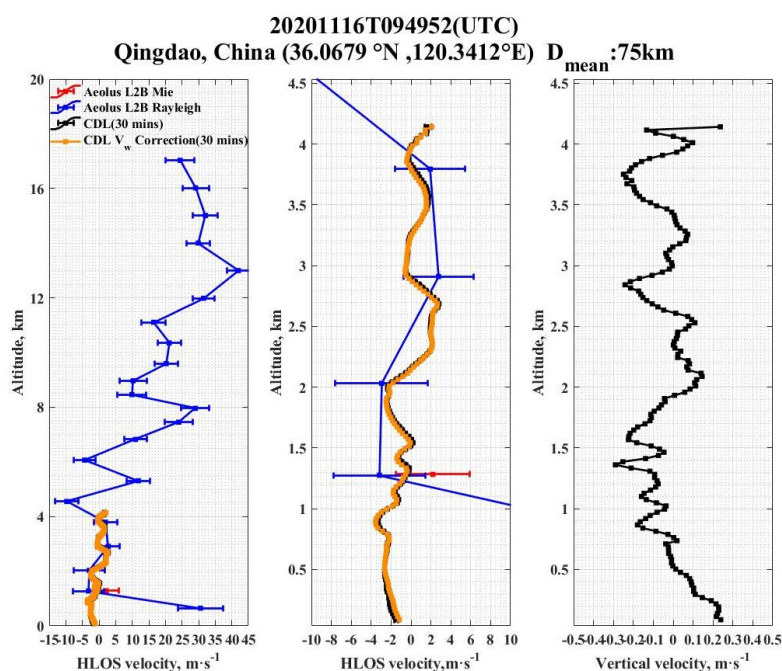 20201116T094952(UTC)
Qingdao, China (36.0679 °N ,120.3412°E) D_mean:75km
Aeolus L2B Mie
Aeolus L2B Rayleigh
CDL(30 mins)
CDL V_w Correction(30 mins)
20
16
12
8
4
0
Altitude, km
-15 -10 -5 0 5 10 15 20 25 30 35 40 45
HLOS velocity, m·s⁻¹
4.5
4
3.5
3
2.5
2
1.5
1
0.5
Altitude, km
-10 -8 -6 -4 -2 0 2 4 6 8 10
HLOS velocity,m·s⁻¹
4.5
4
3.5
3
2.5
2
1.5
1
0.5
Altitude, km
-0.5 -0.4 -0.3 -0.2 -0.1 0 0.1 0.2 0.3 0.4 0.5
Vertical velocity, m·s⁻¹